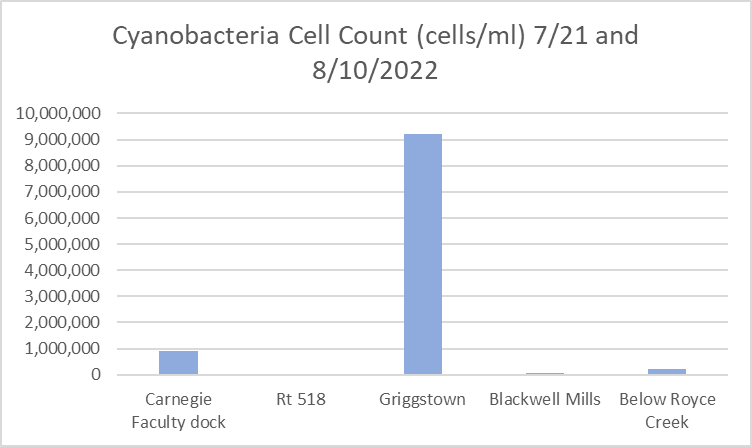 Cyanobacteria Cell Count (cells/ml) 7/21 and
8/10/2022
10,000,000
9,000,000
8,000,000
7,000,000
6,000,000
5,000,000
4,000,000
3,000,000
2,000,000
1,000,000
0
Carnegie
Faculty dock
Rt 518
Griggstown
Blackwell Mills
Below Royce
Creek